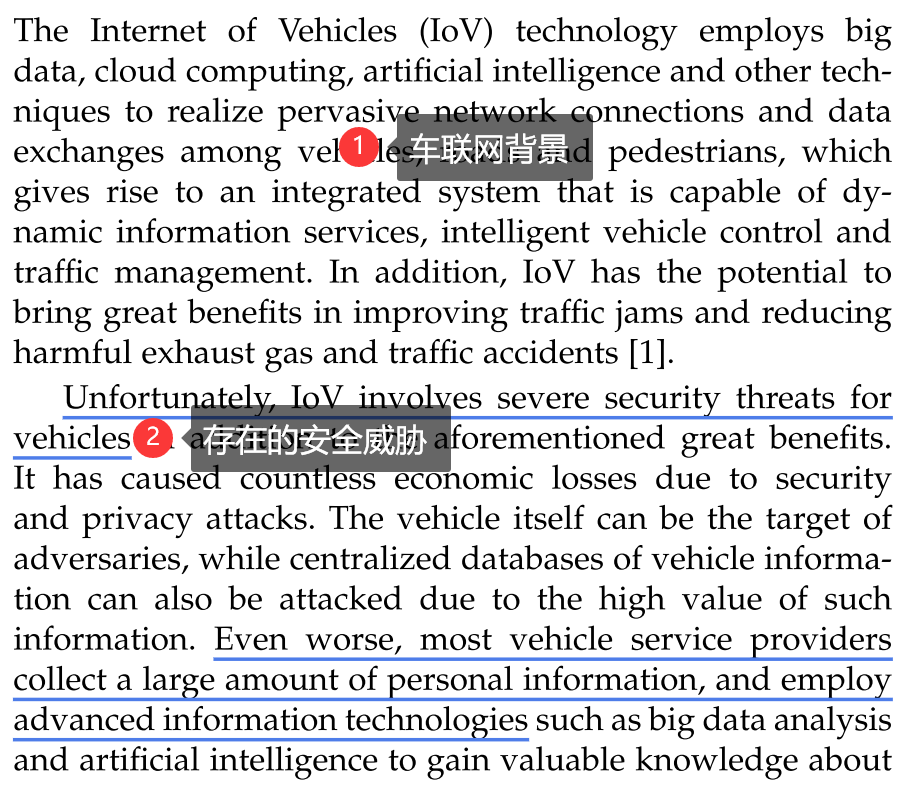 The Internet of Vehicles (IoV) technology employs big
data, cloud computing, artificial intelligence and other tech-
niques to realize pervasive network connections and data
exchanges among 1 车联网背景 pedestrians, which
gives rise to an integrated system that is capable of dy-
namic information services, intelligent vehicle control and
traffic management. In addition, IoV has the potential to
bring great benefits in improving traffic jams and reducing
harmful exhaust gas and traffic accidents [1].
Unfortunately, IoV involves severe security threats for
vehicles 2 存在的安全威胁 aforementioned great benefits.
It has caused countless economic losses due to security
and privacy attacks. The vehicle itself can be the target of
adversaries, while centralized databases of vehicle informa-
tion can also be attacked due to the high value of such
information. Even worse, most vehicle service providers
collect a large amount of personal information, and employ
advanced information technologies such as big data analysis
and artificial intelligence to gain valuable knowledge about